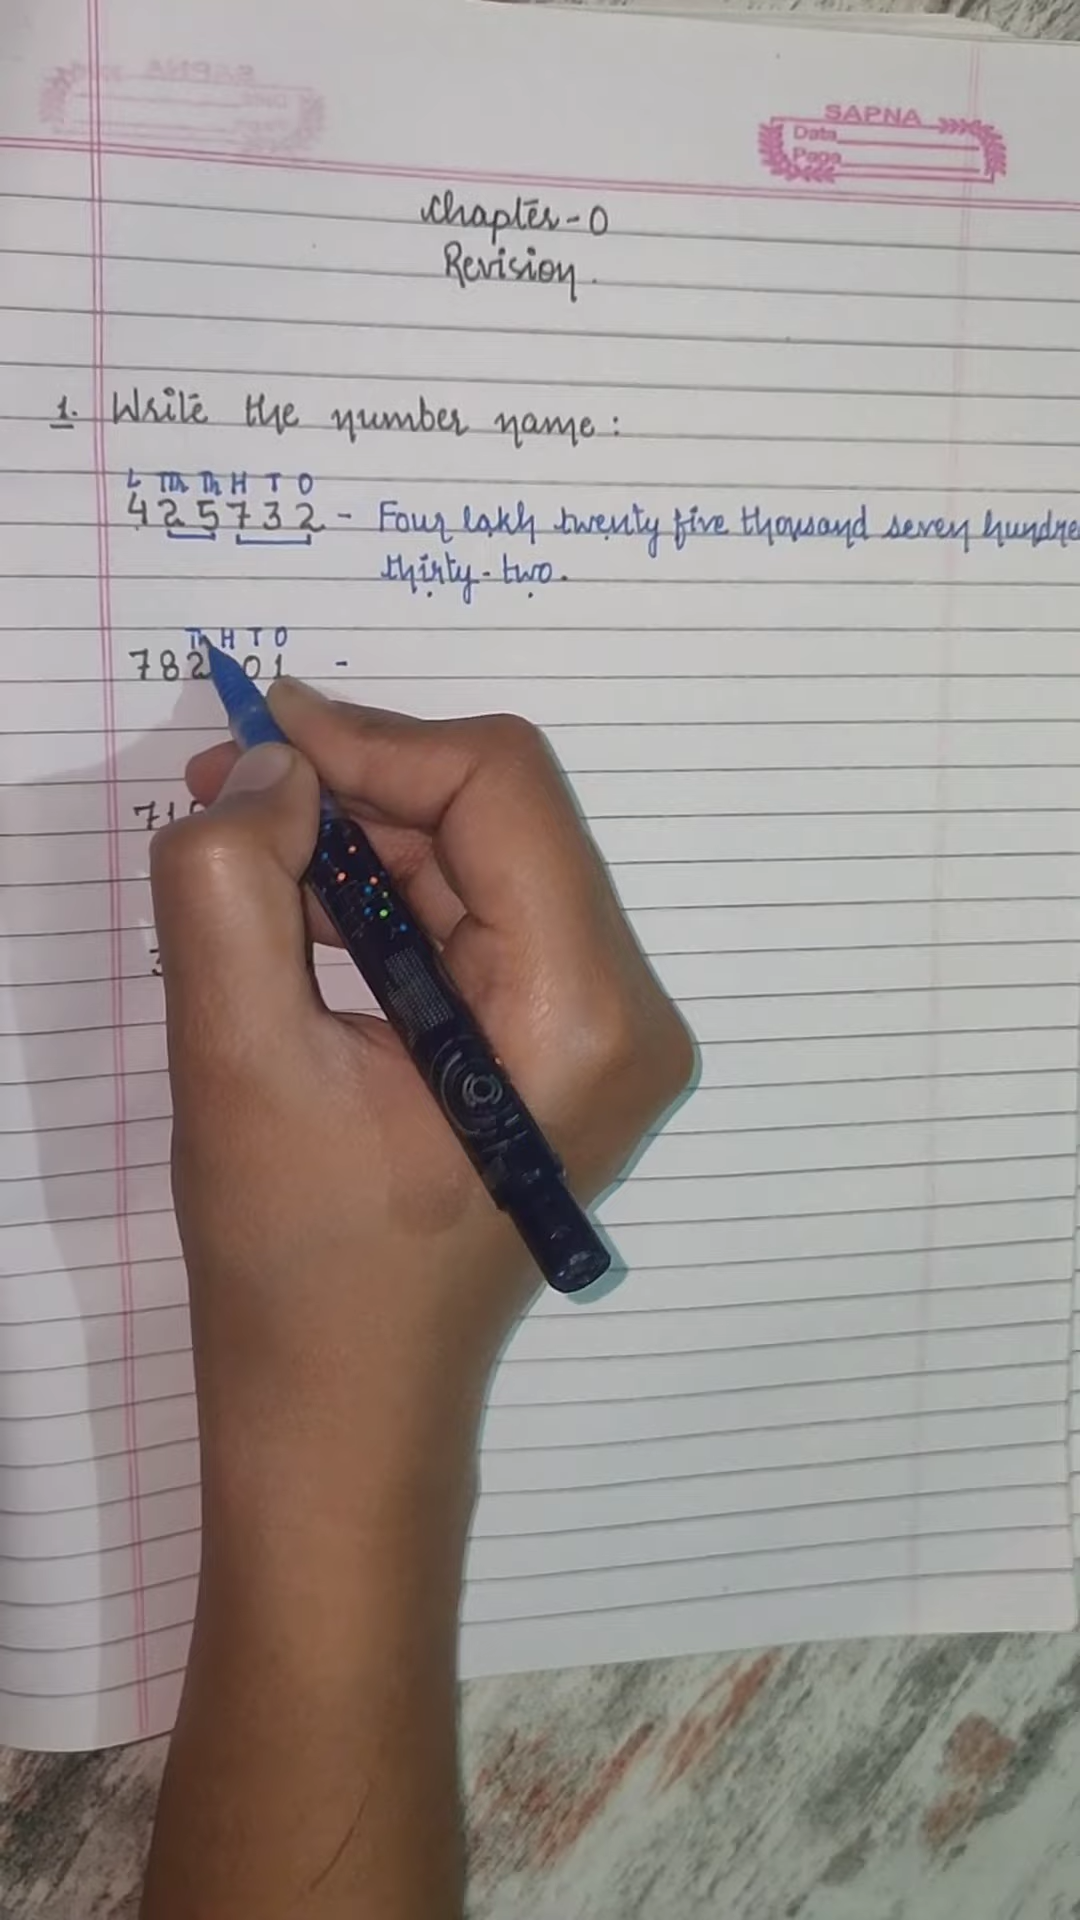 SAPNA
Date
Page
Chapter-0
Revision.
1. Write the number name:
L TTh Th H T O
425732 - Four lakh twenty five thousand seven hundre
thirty-two.
Th H T O
782 01 -
71